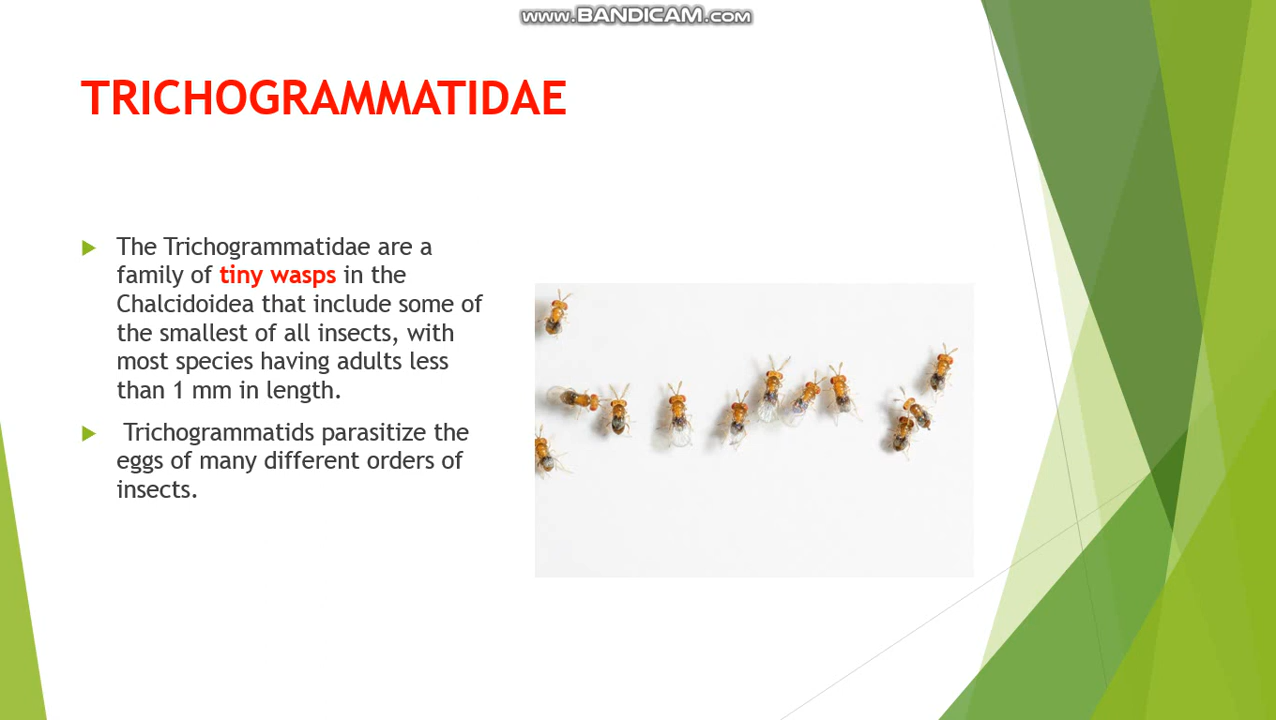 www.BANDICAM.com
TRICHOGRAMMATIDAE
The Trichogrammatidae are a
family of tiny wasps in the
Chalcidoidea that include some of
the smallest of all insects, with
most species having adults less
than 1 mm in length.
Trichogrammatids parasitize the
eggs of many different orders of
insects.